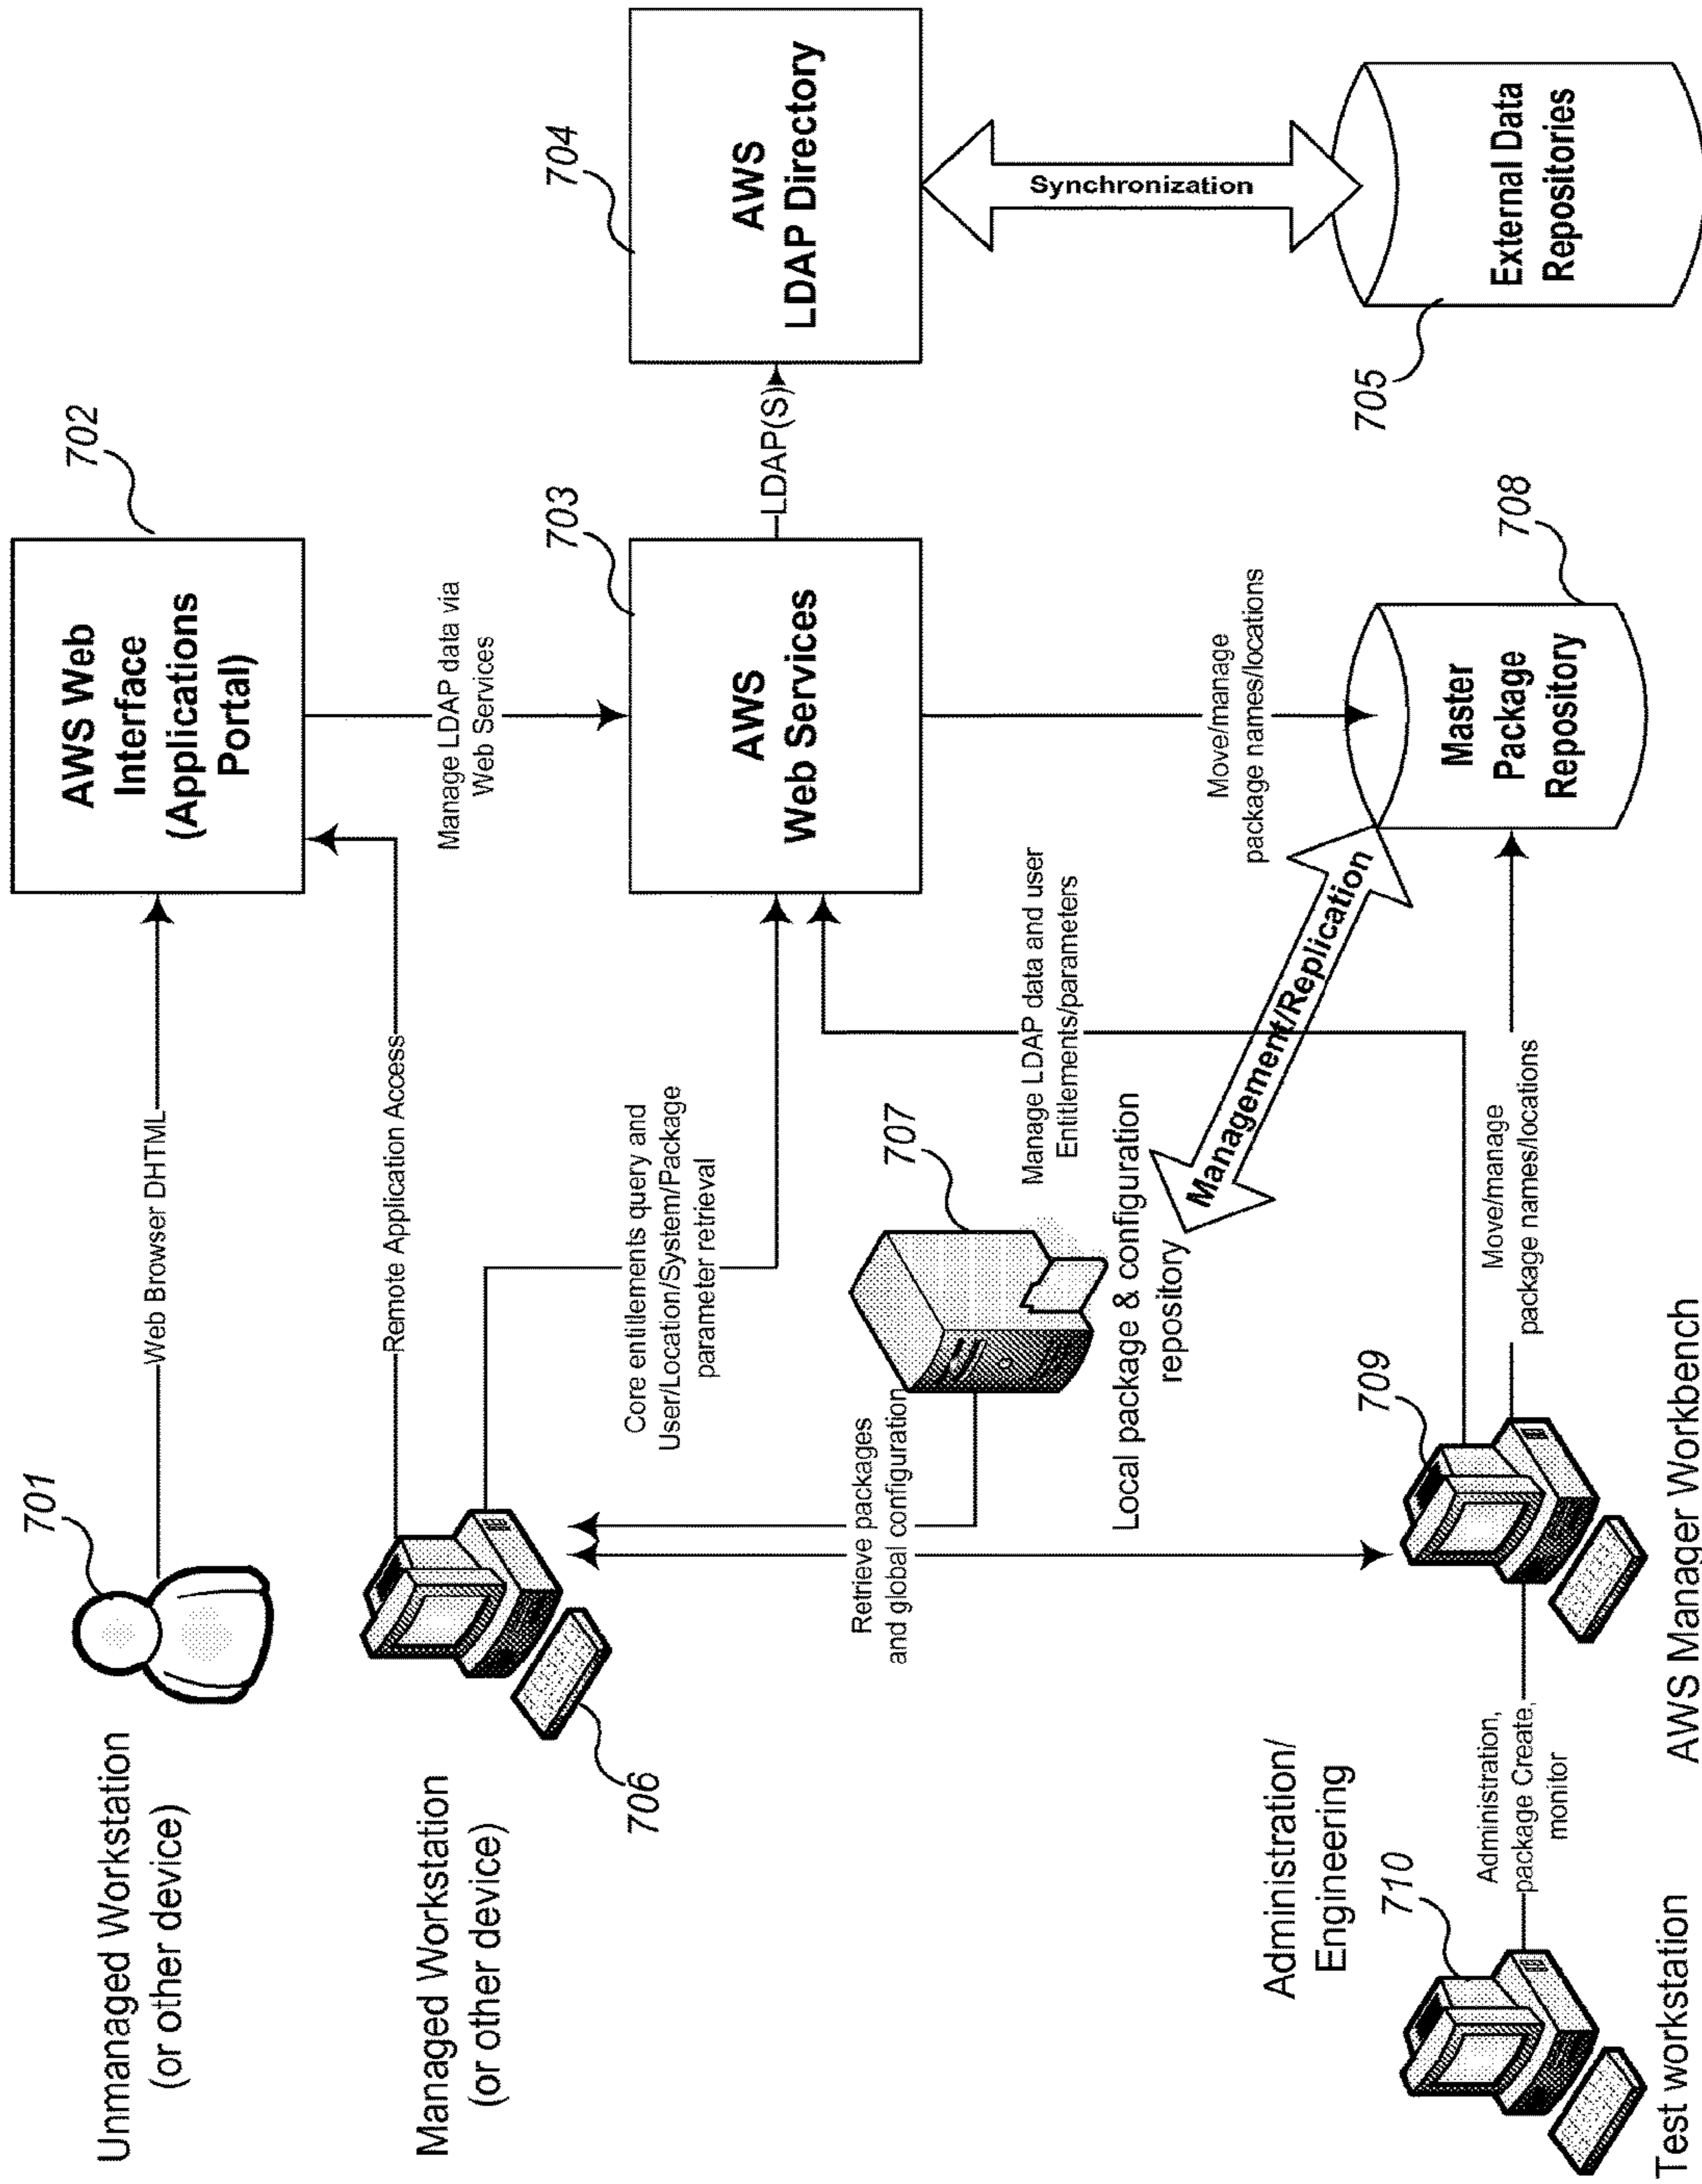 Unmanaged Workstation
(or other device)
701
Web Browser DHTML
AWS Web
Interface
(Applications
Portal)
702
Managed Workstation
(or other device)
706
Remote Application Access
Manage LDAP data via
Web Services
Core entitlements query and
User/Location/System/Package
parameter retrieval
AWS
Web Services
703
LDAP(S)
AWS
LDAP Directory
704
Retrieve packages
and global configuration
707
Local package & configuration
repository
Manage LDAP data and user
Entitlements/parameters
Management/Replication
Move/manage
package names/locations
Synchronization
Administration/
Engineering
710
Test workstation
Administration,
package Create,
monitor
709
AWS Manager Workbench
Move/manage
package names/locations
Master
Package
Repository
708
External Data
Repositories
705